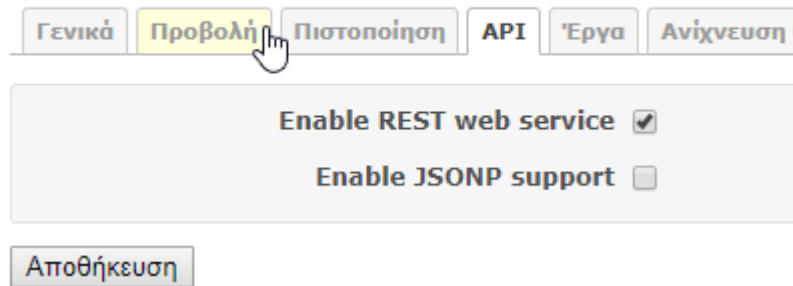 Γενικά Προβολή Πιστοποίηση API Έργα Ανίχνευση
Enable REST web service
Enable JSONP support
Αποθήκευση